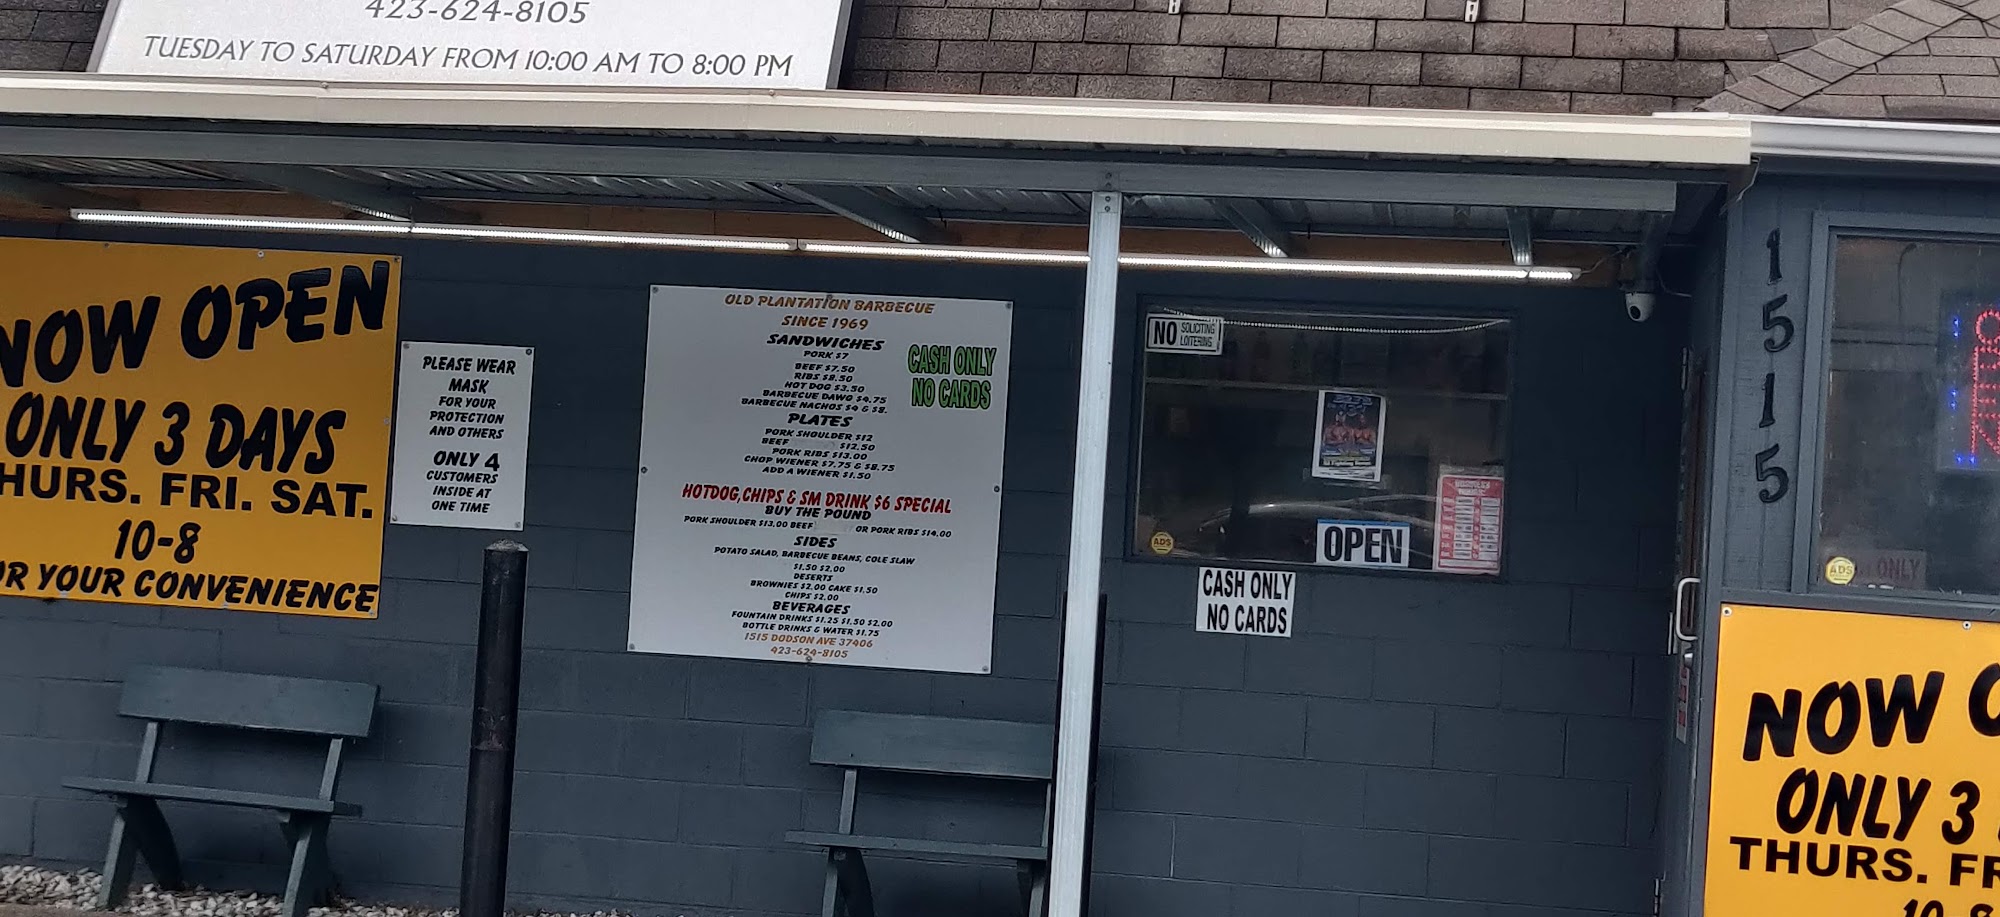 423-624-8105
TUESDAY TO SATURDAY FROM 10:00 AM TO 8:00 PM
NOW OPEN
ONLY 3 DAYS
HURS. FRI. SAT.
10-8
OR YOUR CONVENIENCE
PLEASE WEAR
MASK
FOR YOUR
PROTECTION
AND OTHERS
ONLY 4
CUSTOMERS
INSIDE AT
ONE TIME
OLD PLANTATION BARBECUE
SINCE 1969
SANDWICHES
PORK $7
BEEF $7.50
RIBS $8.50
HOT DOG $3.50
BARBECUE DAWG $4.75
BARBECUE NACHOS $4 & $8.
CASH ONLY
NO CARDS
PLATES
PORK SHOULDER $12
BEEF $12.50
PORK RIBS $13.00
CHOP WIENER $7.75 & $8.75
ADD A WIENER $1.50
HOTDOG,CHIPS & SM DRINK $6 SPECIAL
BUY THE POUND
PORK SHOULDER $13.00 BEEF OR PORK RIBS $14.00
SIDES
POTATO SALAD, BARBECUE BEANS, COLE SLAW
$1.50 $2.00
DESERTS
BROWNIES $2.00 CAKE $1.50
CHIPS $2.00
BEVERAGES
FOUNTAIN DRINKS $1.25 $1.50 $2.00
BOTTLE DRINKS & WATER $1.75
1515 DODSON AVE 37406
423-624-8105
NO SOLICITING
LOITERING
OPEN
BUSINESS
HOURS
ADS
CASH ONLY
NO CARDS
1515
ADS
ONLY
NOW O
ONLY 3
THURS. FR
10-8